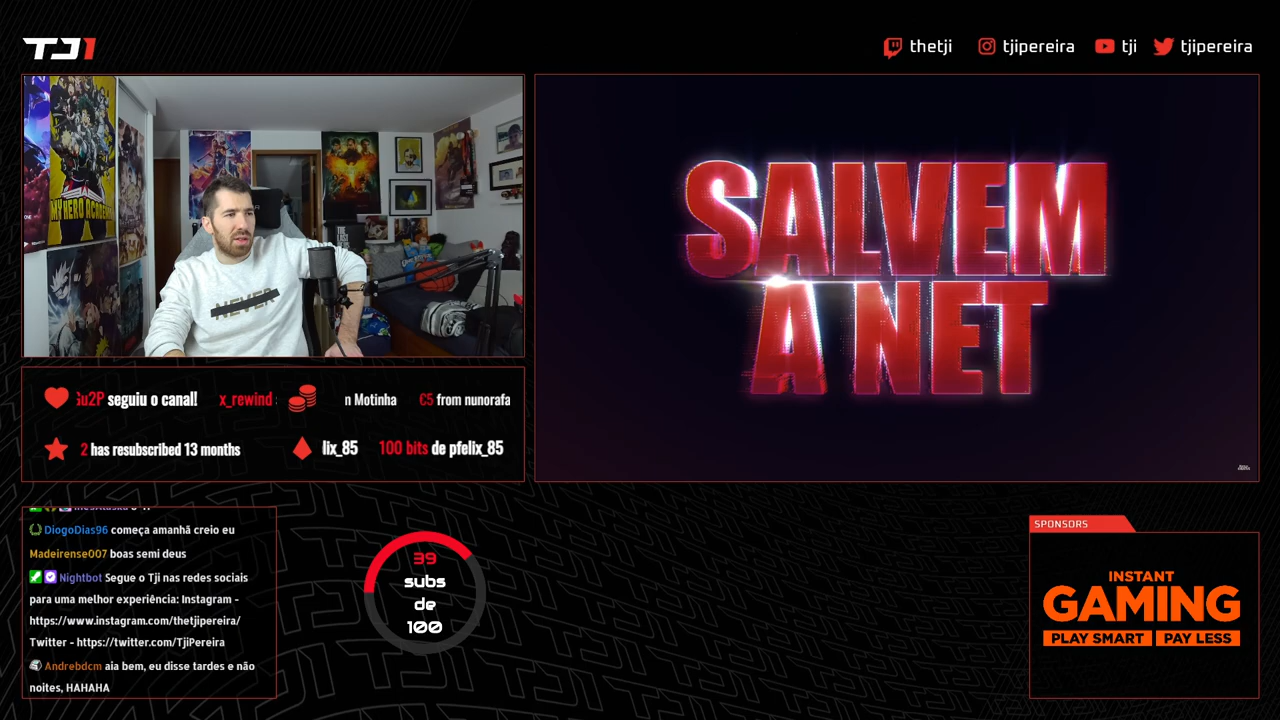 TJ1
thetji
tjipereira
tji
tjipereira
MY HERO ACADEMIA
NEVER
SALVEM
A NET
Gu2P seguiu o canal! x_rewind
n Motinha €5 from nunorafa
2 has resubscribed 13 months
lix_85 100 bits de pfelix_85
DiogoDias96 começa amanhã creio eu
Madeirense007 boas semi deus
Nightbot Segue o Tji nas redes sociais
para uma melhor experiência: Instagram -
https://www.instagram.com/thetjipereira/
Twitter - https://twitter.com/TjiPereira
Andrebdcm aia bem, eu disse tardes e não
noites, HAHAHA
39
subs
de
100
SPONSORS
INSTANT
GAMING
PLAY SMART PAY LESS